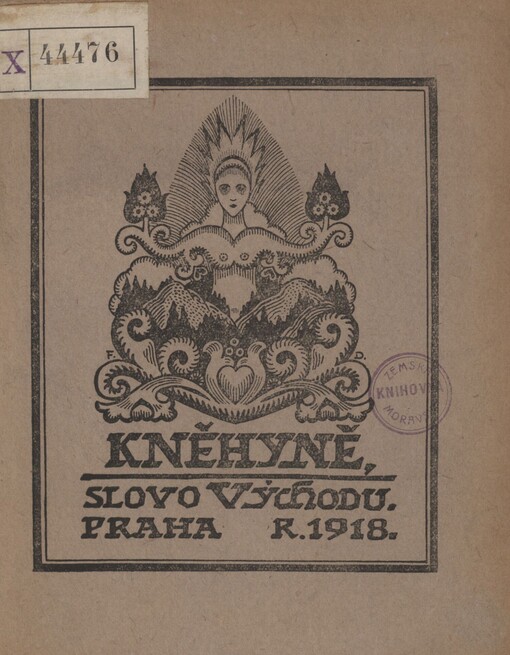 X 44476
F. D.
KNĚHYNĚ,
SLOVO VÝCHODU.
PRAHA R. 1918.
ZEMSKÁ
KNIHOVNA
MORAV